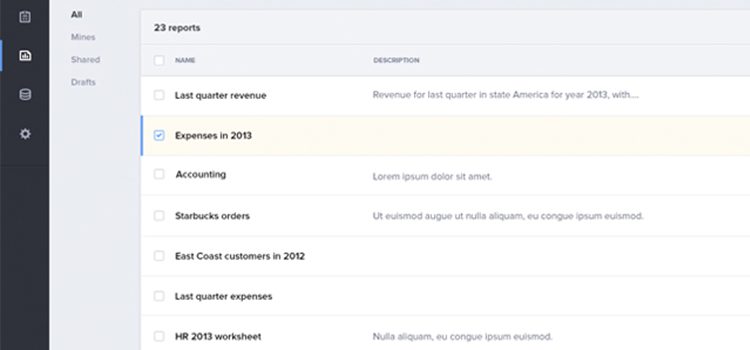 All
Mines
Shared
Drafts
23 reports
NAME DESCRIPTION
Last quarter revenue Revenue for last quarter in state America for year 2013, with....
Expenses in 2013
Accounting Lorem ipsum dolor sit amet.
Starbucks orders Ut euismod augue ut nulla aliquam, eu congue ipsum euismod.
East Coast customers in 2012
Last quarter expenses
HR 2013 worksheet Nulla aliquam, eu congue ipsum euismod.